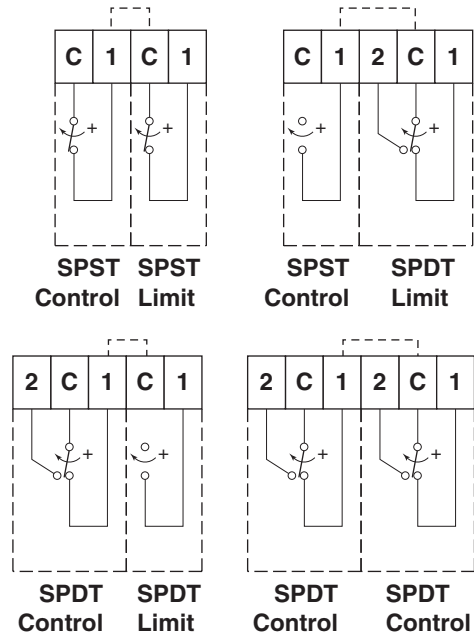 C 1 C 1
+ +
SPST SPST
Control Limit
C 1 2 C 1
+ +
SPST SPDT
Control Limit
2 C 1 C 1
+ +
SPDT SPDT
Control Limit
2 C 1 2 C 1
+ +
SPDT SPDT
Control Control